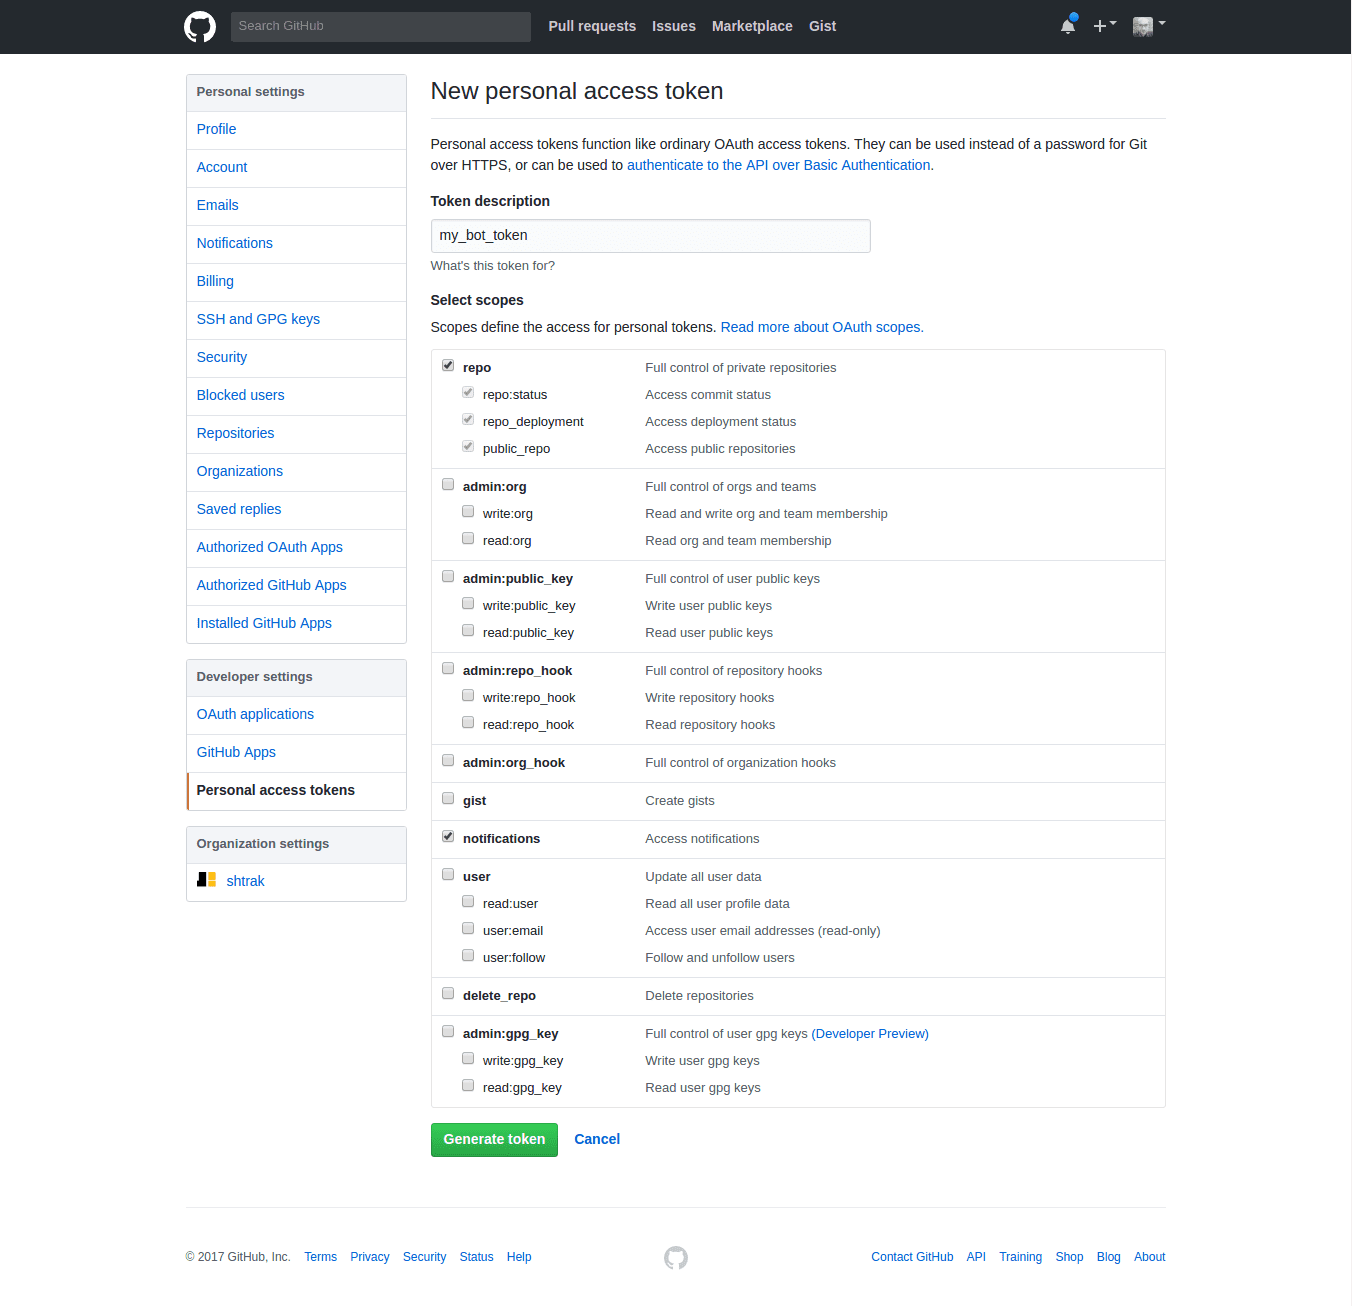 Search GitHub
Pull requests
Issues
Marketplace
Gist
Personal settings
Profile
Account
Emails
Notifications
Billing
SSH and GPG keys
Security
Blocked users
Repositories
Organizations
Saved replies
Authorized OAuth Apps
Authorized GitHub Apps
Installed GitHub Apps
Developer settings
OAuth applications
GitHub Apps
Personal access tokens
Organization settings
shtrak
New personal access token
Personal access tokens function like ordinary OAuth access tokens. They can be used instead of a password for Git
over HTTPS, or can be used to authenticate to the API over Basic Authentication.
Token description
my_bot_token
What's this token for?
Select scopes
Scopes define the access for personal tokens. Read more about OAuth scopes.
repo Full control of private repositories
repo:status Access commit status
repo_deployment Access deployment status
public_repo Access public repositories
admin:org Full control of orgs and teams
write:org Read and write org and team membership
read:org Read org and team membership
admin:public_key Full control of user public keys
write:public_key Write user public keys
read:public_key Read user public keys
admin:repo_hook Full control of repository hooks
write:repo_hook Write repository hooks
read:repo_hook Read repository hooks
admin:org_hook Full control of organization hooks
gist Create gists
notifications Access notifications
user Update all user data
read:user Read all user profile data
user:email Access user email addresses (read-only)
user:follow Follow and unfollow users
delete_repo Delete repositories
admin:gpg_key Full control of user gpg keys (Developer Preview)
write:gpg_key Write user gpg keys
read:gpg_key Read user gpg keys
Generate token Cancel
© 2017 GitHub, Inc. Terms Privacy Security Status Help
Contact GitHub API Training Shop Blog About